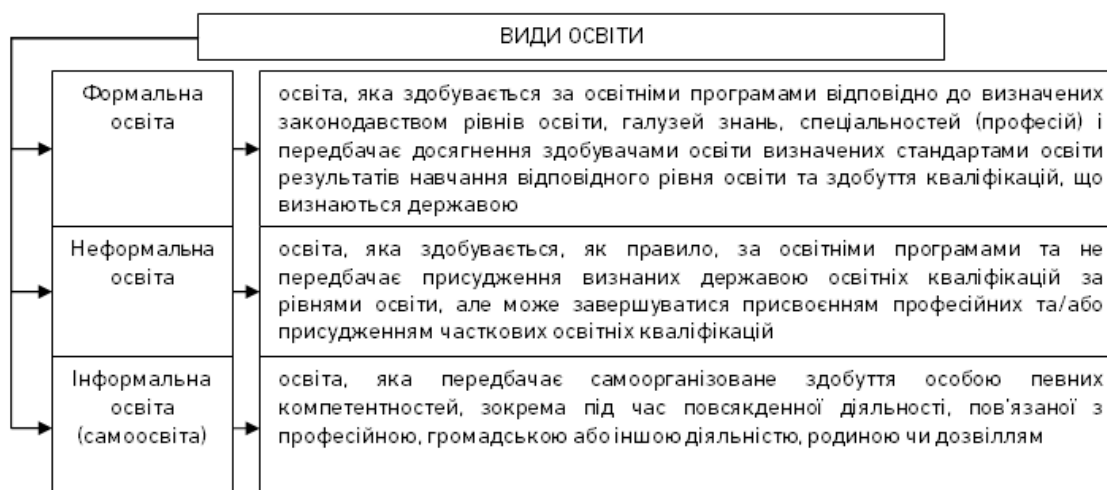 ВИДИ ОСВІТИ
Формальна
освіта
освіта, яка здобувається за освітніми програмами відповідно до визначених
законодавством рівнів освіти, галузей знань, спеціальностей (професій) і
передбачає досягнення здобувачами освіти визначених стандартами освіти
результатів навчання відповідного рівня освіти та здобуття кваліфікацій, що
визнаються державою
Неформальна
освіта
освіта, яка здобувається, як правило, за освітніми програмами та не
передбачає присудження визнаних державою освітніх кваліфікацій за
рівнями освіти, але може завершуватися присвоєнням професійних та/або
присудженням часткових освітніх кваліфікацій
Інформальна
освіта
(самоосвіта)
освіта, яка передбачає самоорганізоване здобуття особою певних
компетентностей, зокрема під час повсякденної діяльності, пов’язаної з
професійною, громадською або іншою діяльністю, родиною чи дозвіллям